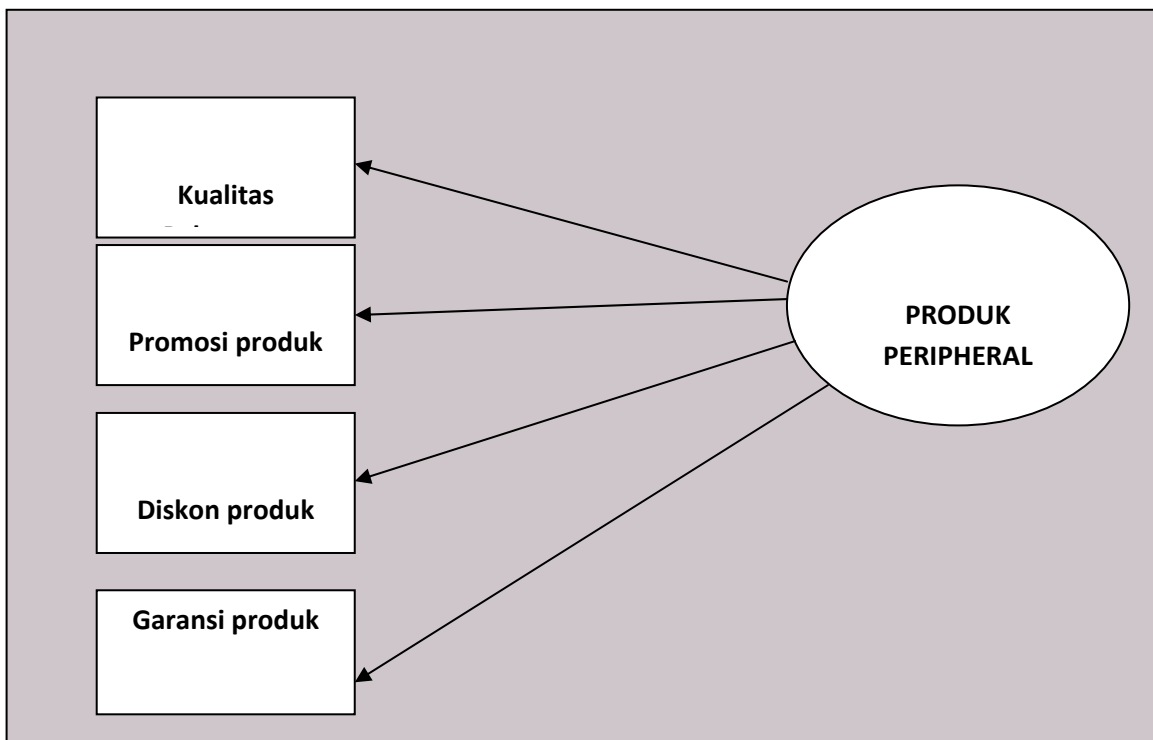 Kualitas
Promosi produk
Diskon produk
Garansi produk
PRODUK
PERIPHERAL